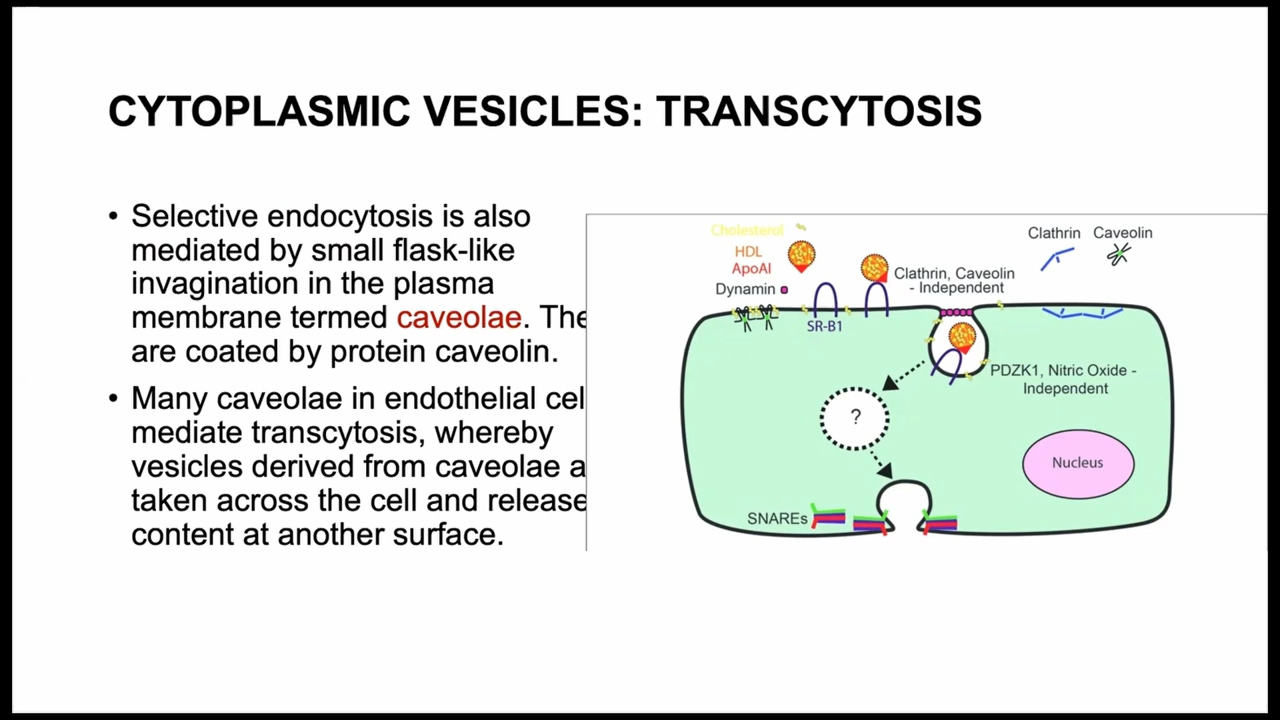 CYTOPLASMIC VESICLES: TRANSCYTOSIS
• Selective endocytosis is also
mediated by small flask-like
invagination in the plasma
membrane termed caveolae. The
are coated by protein caveolin.
• Many caveolae in endothelial cel
mediate transcytosis, whereby
vesicles derived from caveolae a
taken across the cell and release
content at another surface.
Cholesterol
HDL
ApoAI
Dynamin
SR-B1
Clathrin, Caveolin
- Independent
Clathrin
Caveolin
PDZK1, Nitric Oxide -
Independent
?
Nucleus
SNAREs